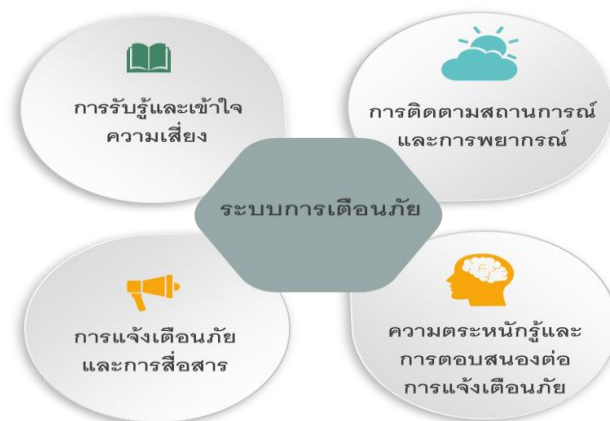 การรับรู้และเข้าใจ
ความเสี่ยง
การติดตามสถานการณ์
และการพยากรณ์
ระบบการเตือนภัย
การแจ้งเตือนภัย
และการสื่อสาร
ความตระหนักรู้และ
การตอบสนองต่อ
การแจ้งเตือนภัย